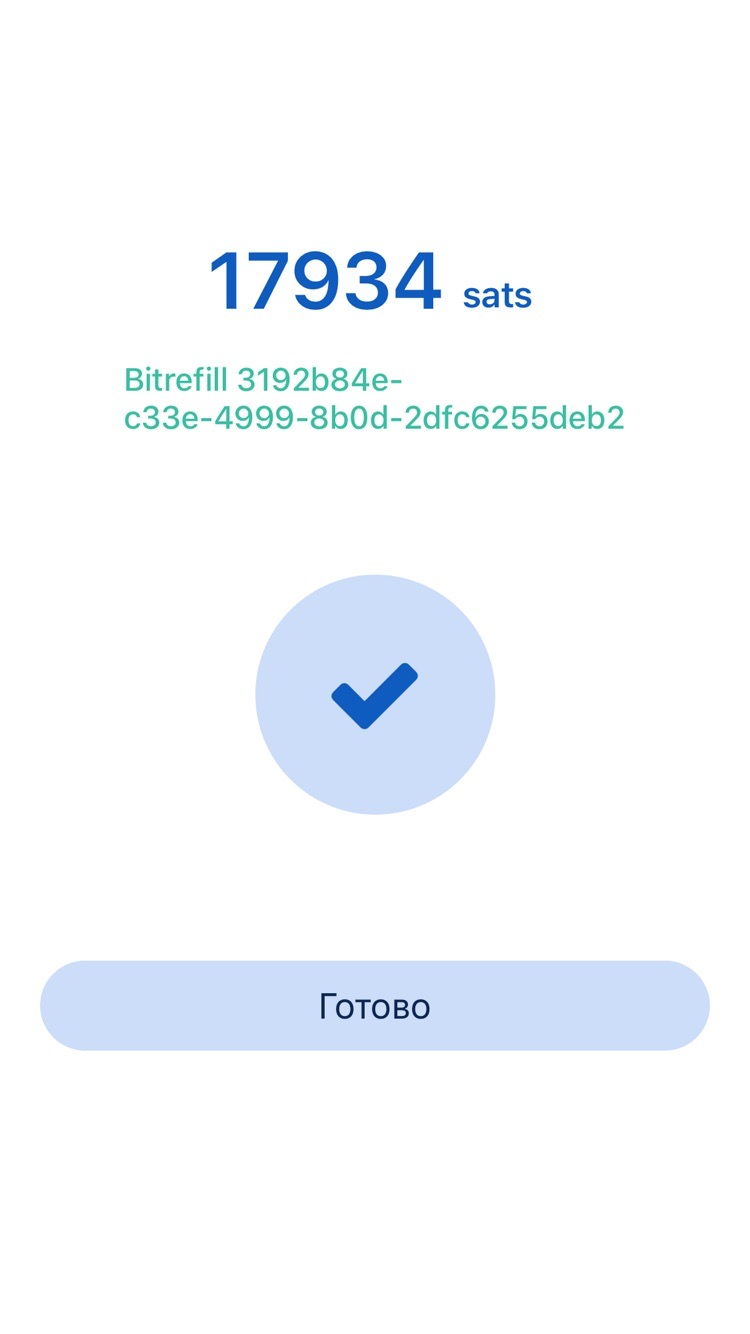 17934 sats
Bitrefill 3192b84e-
c33e-4999-8b0d-2dfc6255deb2
Готово